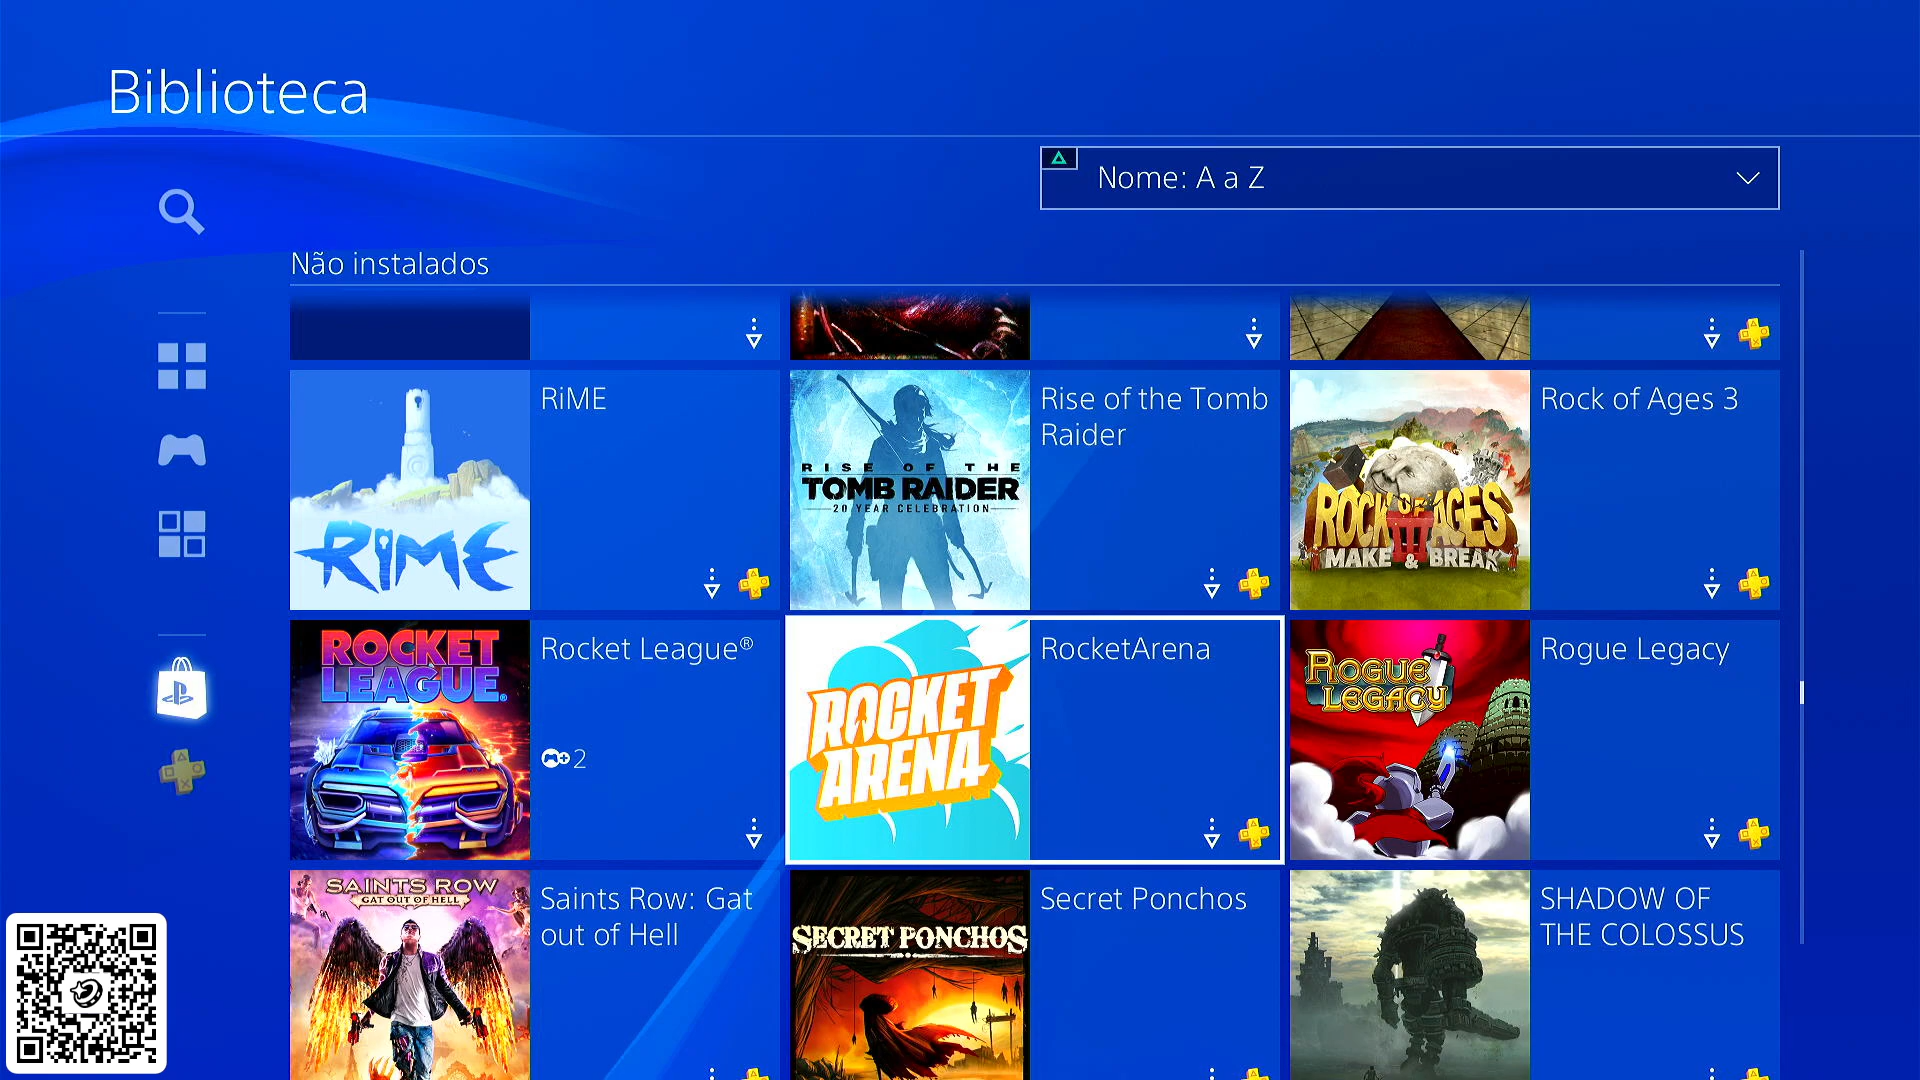 Biblioteca
Nome: A a Z
Não instalados
RiME
RiME
RISE OF THE
TOMB RAIDER
20 YEAR CELEBRATION
Rise of the Tomb
Raider
ROCK OF AGES
III
MAKE & BREAK
Rock of Ages 3
ROCKET
LEAGUE®
Rocket League®
2
ROCKET
ARENA
RocketArena
ROGUE
LEGACY
Rogue Legacy
SAINTS ROW
GAT OUT OF HELL
Saints Row: Gat
out of Hell
SECRET PONCHOS
Secret Ponchos
SHADOW OF
THE COLOSSUS